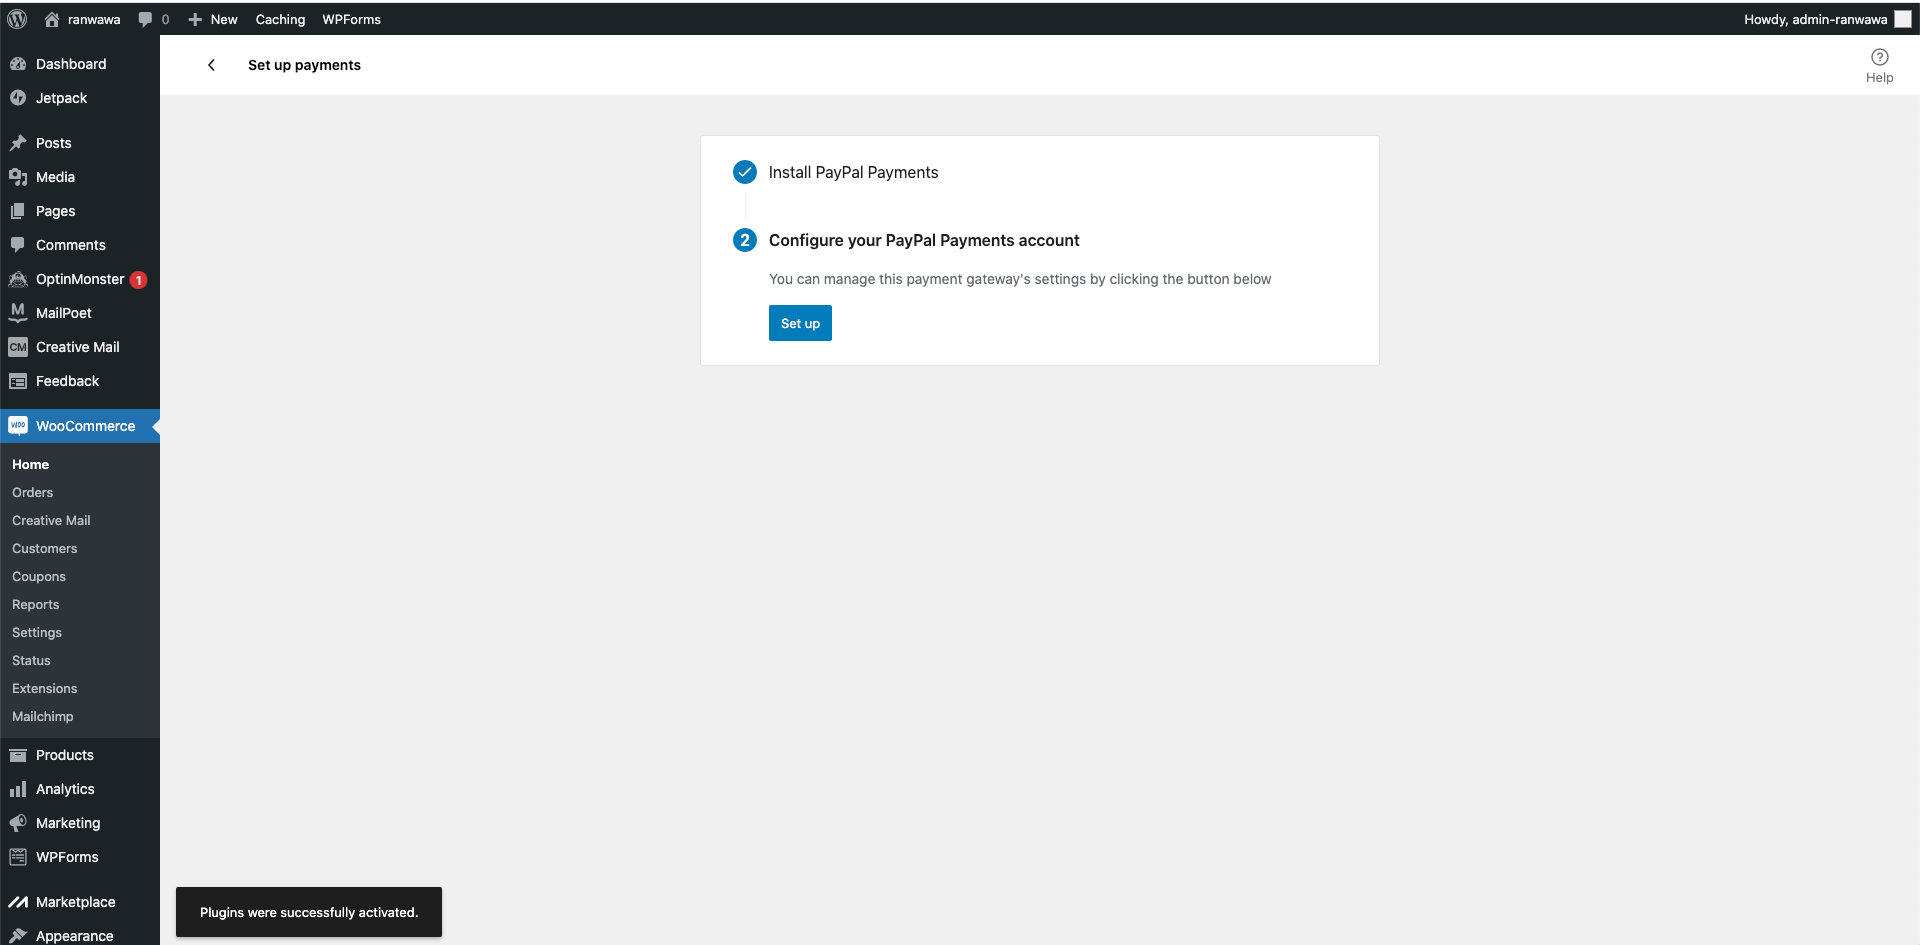 ranwawa
0
New
Caching
WPForms
Howdy, admin-ranwawa
Dashboard
Jetpack
Posts
Media
Pages
Comments
OptinMonster 1
MailPoet
CM Creative Mail
Feedback
Woo WooCommerce
Home
Orders
Creative Mail
Customers
Coupons
Reports
Settings
Status
Extensions
Mailchimp
Products
Analytics
Marketing
WPForms
Marketplace
Appearance
Set up payments
Help
Install PayPal Payments
2 Configure your PayPal Payments account
You can manage this payment gateway's settings by clicking the button below
Set up
Plugins were successfully activated.